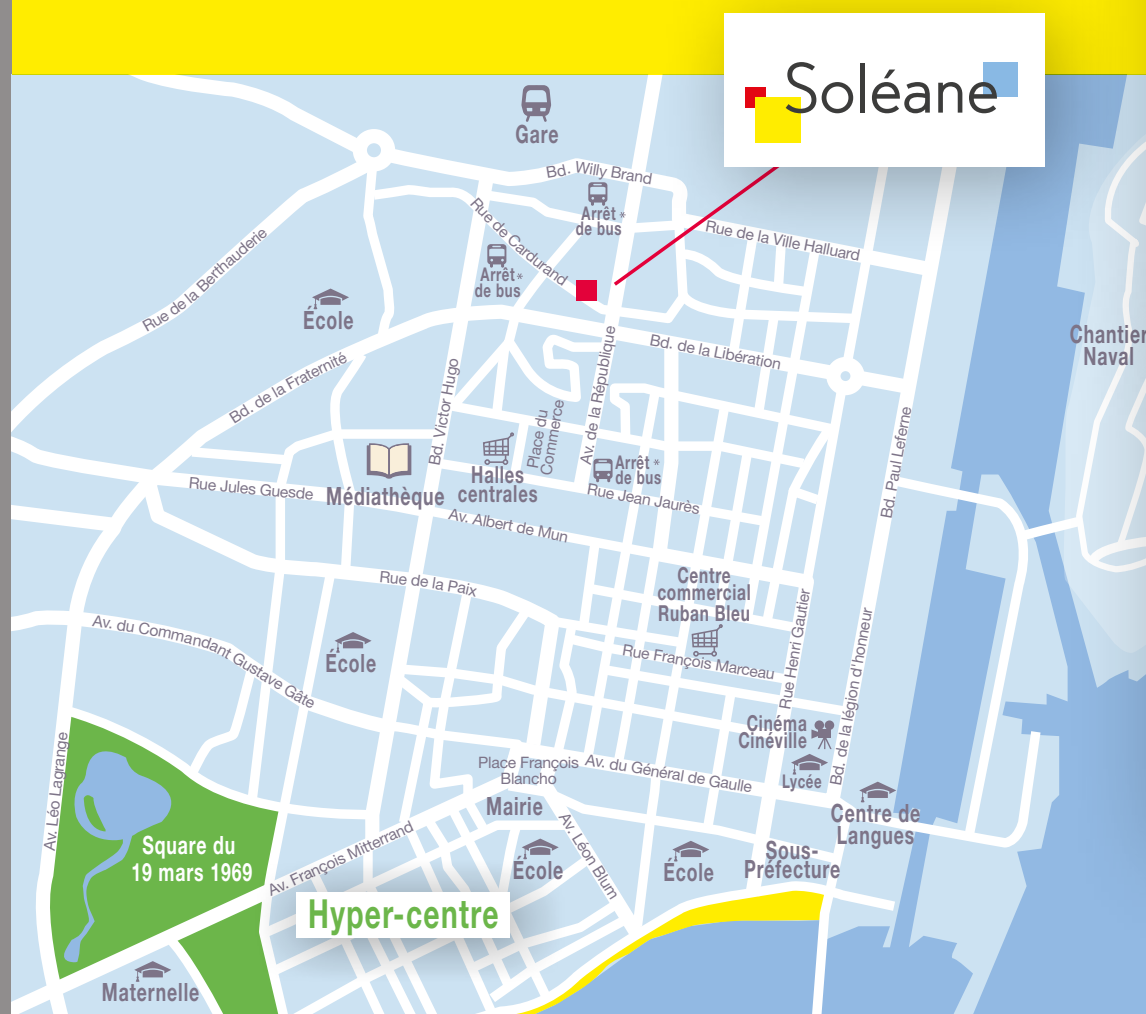 Soléane
Gare
Bd. Willy Brand
Arrêt *
de bus
Rue de Cardurand
Rue de la Ville Halluard
Rue de la Berthauderie
Arrêt*
de bus
École
Chantier
Naval
Bd. de la Libération
Bd. de la Fraternité
Bd. Victor Hugo
Av. de la République
Place du
Commerce
Bd. Paul Leferne
Halles
centrales
Arrêt *
de bus
Rue Jules Guesde
Médiathèque
Rue Jean Jaurès
Av. Albert de Mun
Rue de la Paix
Centre
commercial
Ruban Bleu
Av. du Commandant Gustave Gâte
École
Rue François Marceau
Rue Henri Gautier
Bd. de la légion d'honneur
Cinéma
Cinéville
Av. Léo Lagrange
Place François
Blancho
Av. du Général de Gaulle
Lycée
Mairie
Centre de
Langues
Square du
19 mars 1969
Av. François Mitterrand
Av. Léon Blum
École
École
Sous-
Préfecture
Hyper-centre
Maternelle